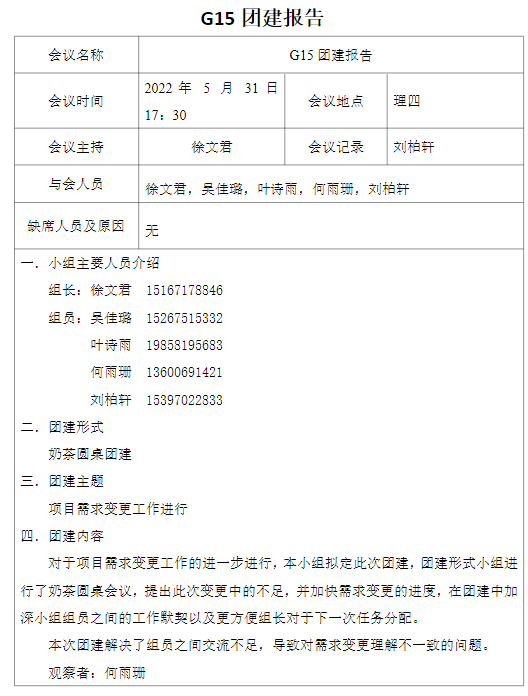 G15 团建报告
会议名称 G15 团建报告
会议时间 2022 年 5 月 31 日 17：30 会议地点 理四
会议主持 徐文君 会议记录 刘柏轩
与会人员 徐文君，吴佳璐，叶诗雨，何雨珊，刘柏轩
缺席人员及原因 无
一．小组主要人员介绍
组长：徐文君 15167178846
组员：吴佳璐 15267515332
叶诗雨 19858195683
何雨珊 13600691421
刘柏轩 15397022833
二．团建形式
奶茶圆桌团建
三．团建主题
项目需求变更工作进行
四．团建内容
对于项目需求变更工作的进一步进行，本小组拟定此次团建，团建形式小组进
行了奶茶圆桌会议，提出此次变更中的不足，并加快需求变更的进度，在团建中加
深小组组员之间的工作默契以及更方便组长对于下一次任务分配。
本次团建解决了组员之间交流不足，导致对需求变更理解不一致的问题。
观察者：何雨珊